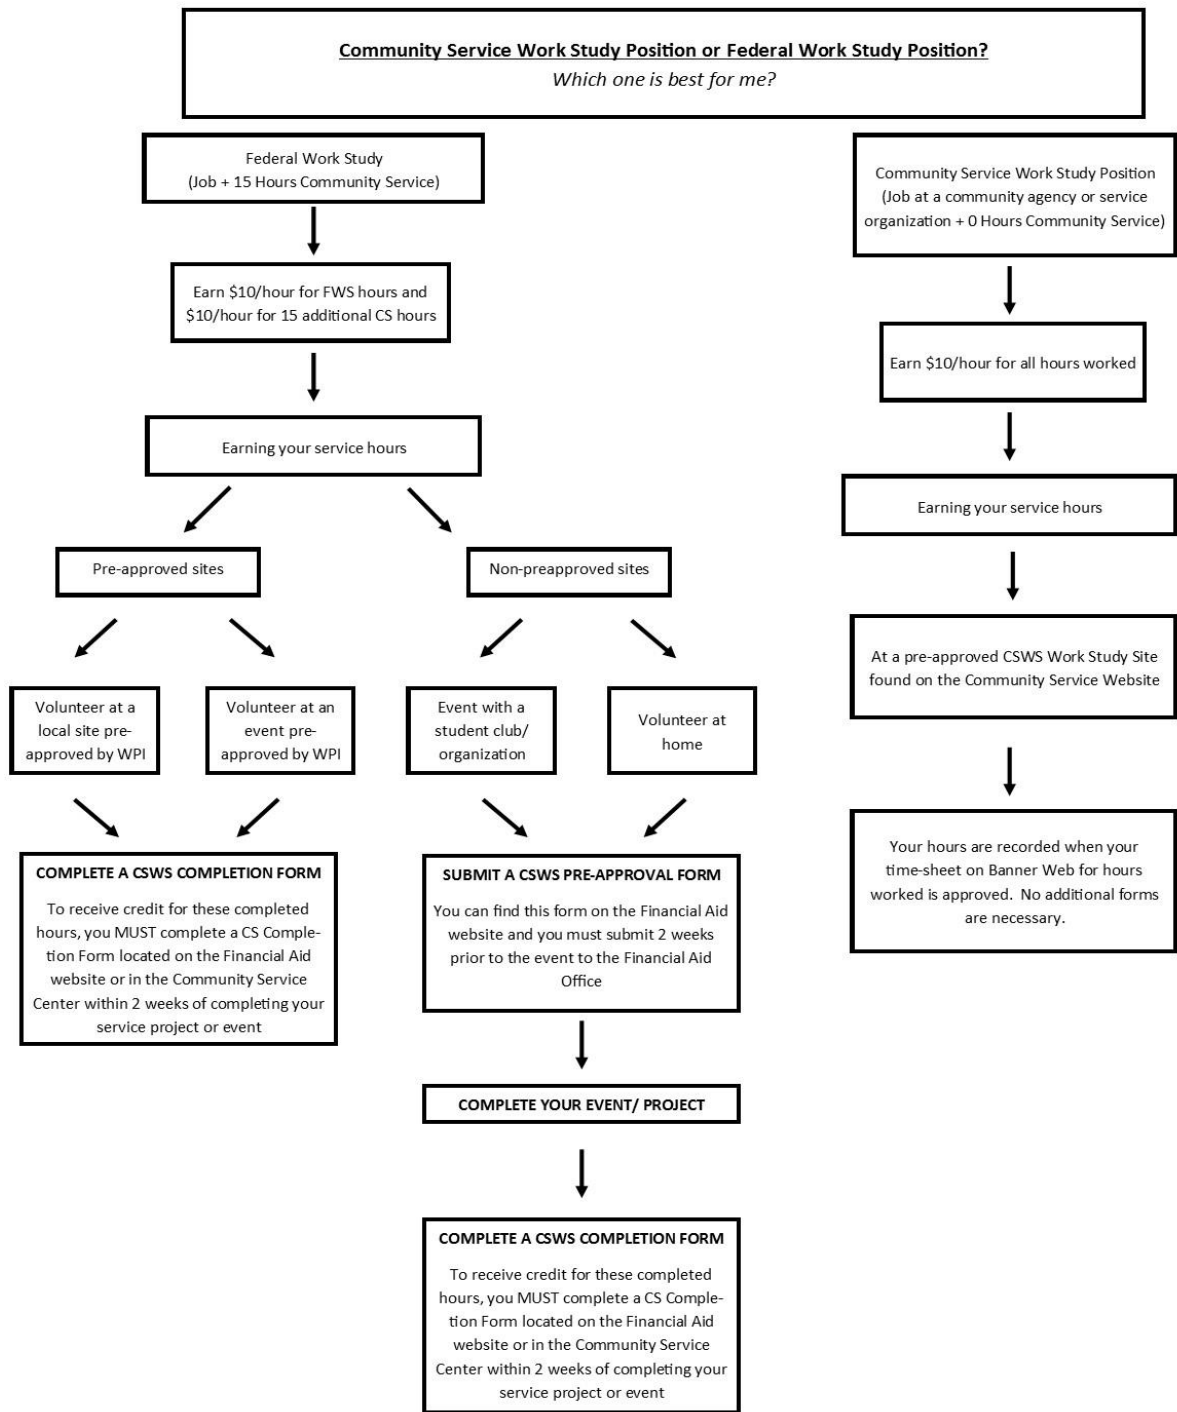 Community Service Work Study Position or Federal Work Study Position?
Which one is best for me?
Federal Work Study
(Job + 15 Hours Community Service)
Earn $10/hour for FWS hours and
$10/hour for 15 additional CS hours
Earning your service hours
Pre-approved sites
Volunteer at a
local site pre-
approved by WPI
Volunteer at an
event pre-
approved by WPI
COMPLETE A CSWS COMPLETION FORM
To receive credit for these completed
hours, you MUST complete a CS Comple-
tion Form located on the Financial Aid
website or in the Community Service
Center within 2 weeks of completing your
service project or event
Non-preapproved sites
Event with a
student club/
organization
Volunteer at
home
SUBMIT A CSWS PRE-APPROVAL FORM
You can find this form on the Financial Aid
website and you must submit 2 weeks
prior to the event to the Financial Aid
Office
COMPLETE YOUR EVENT/ PROJECT
COMPLETE A CSWS COMPLETION FORM
To receive credit for these completed
hours, you MUST complete a CS Comple-
tion Form located on the Financial Aid
website or in the Community Service
Center within 2 weeks of completing your
service project or event
Community Service Work Study Position
(Job at a community agency or service
organization + 0 Hours Community Service)
Earn $10/hour for all hours worked
Earning your service hours
At a pre-approved CSWS Work Study Site
found on the Community Service Website
Your hours are recorded when your
time-sheet on Banner Web for hours
worked is approved.  No additional forms
are necessary.